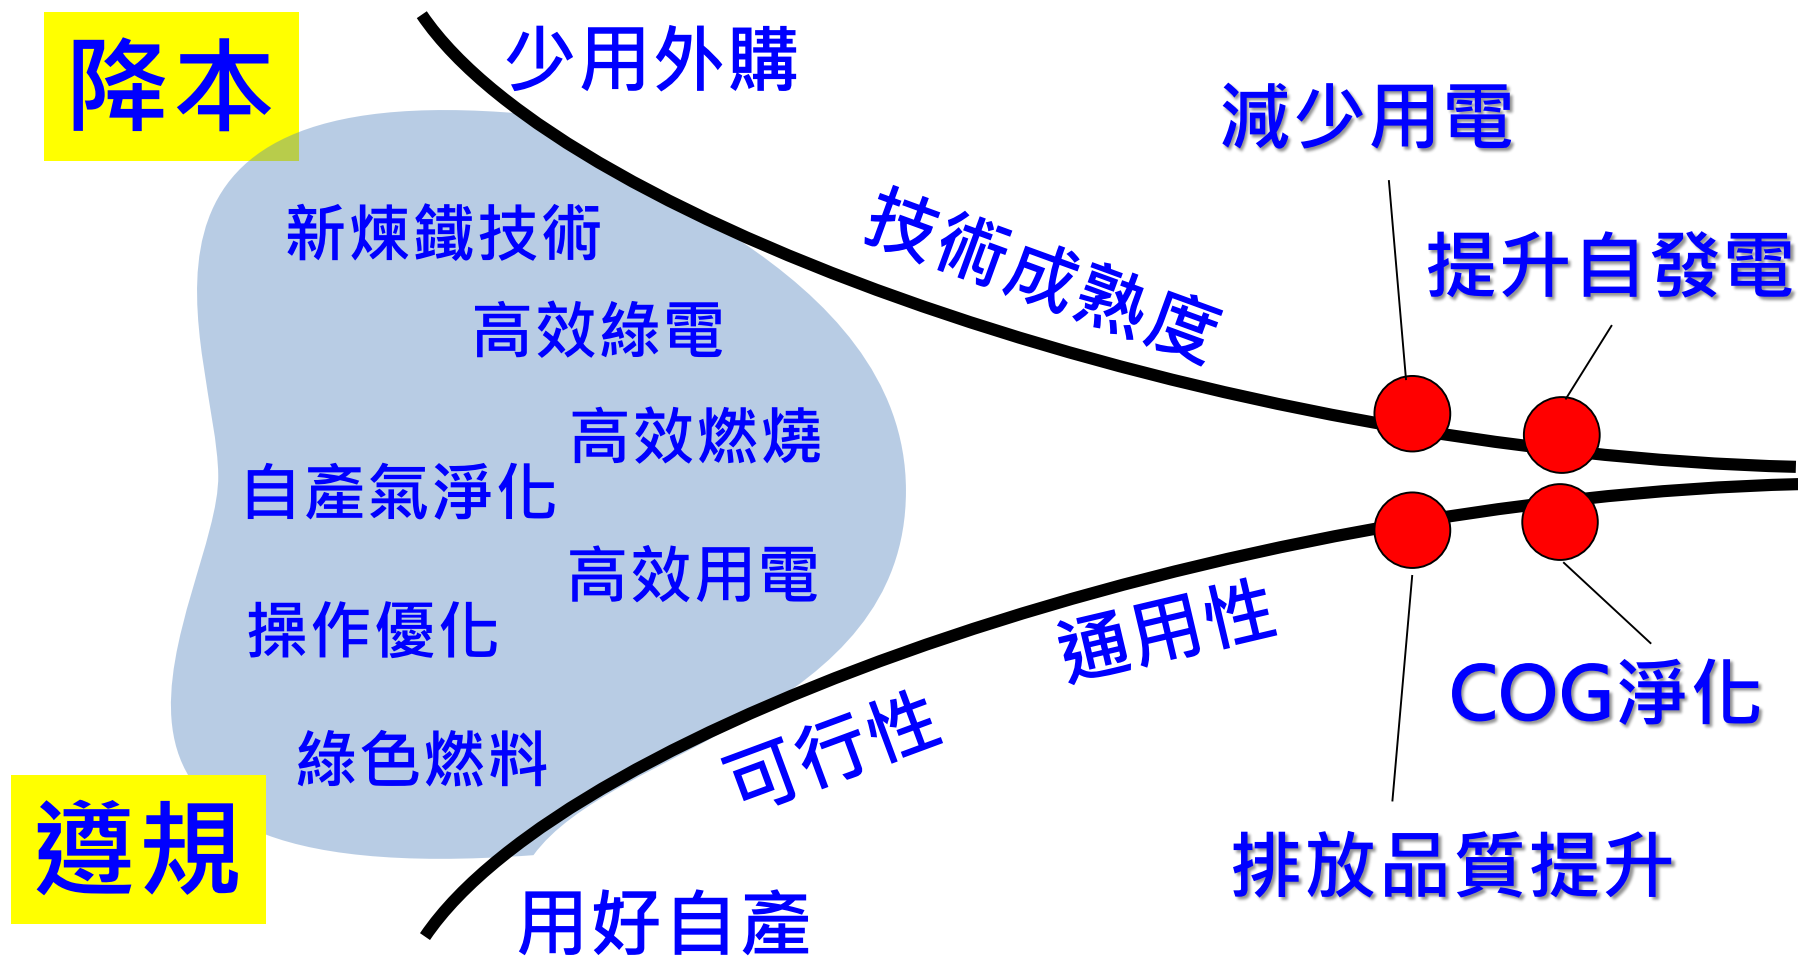 降本
少用外購
減少用電
新煉鐵技術
技術成熟度
提升自發電
高效綠電
高效燃燒
自產氣淨化
高效用電
操作優化
通用性
COG淨化
可行性
綠色燃料
遵規
排放品質提升
用好自產